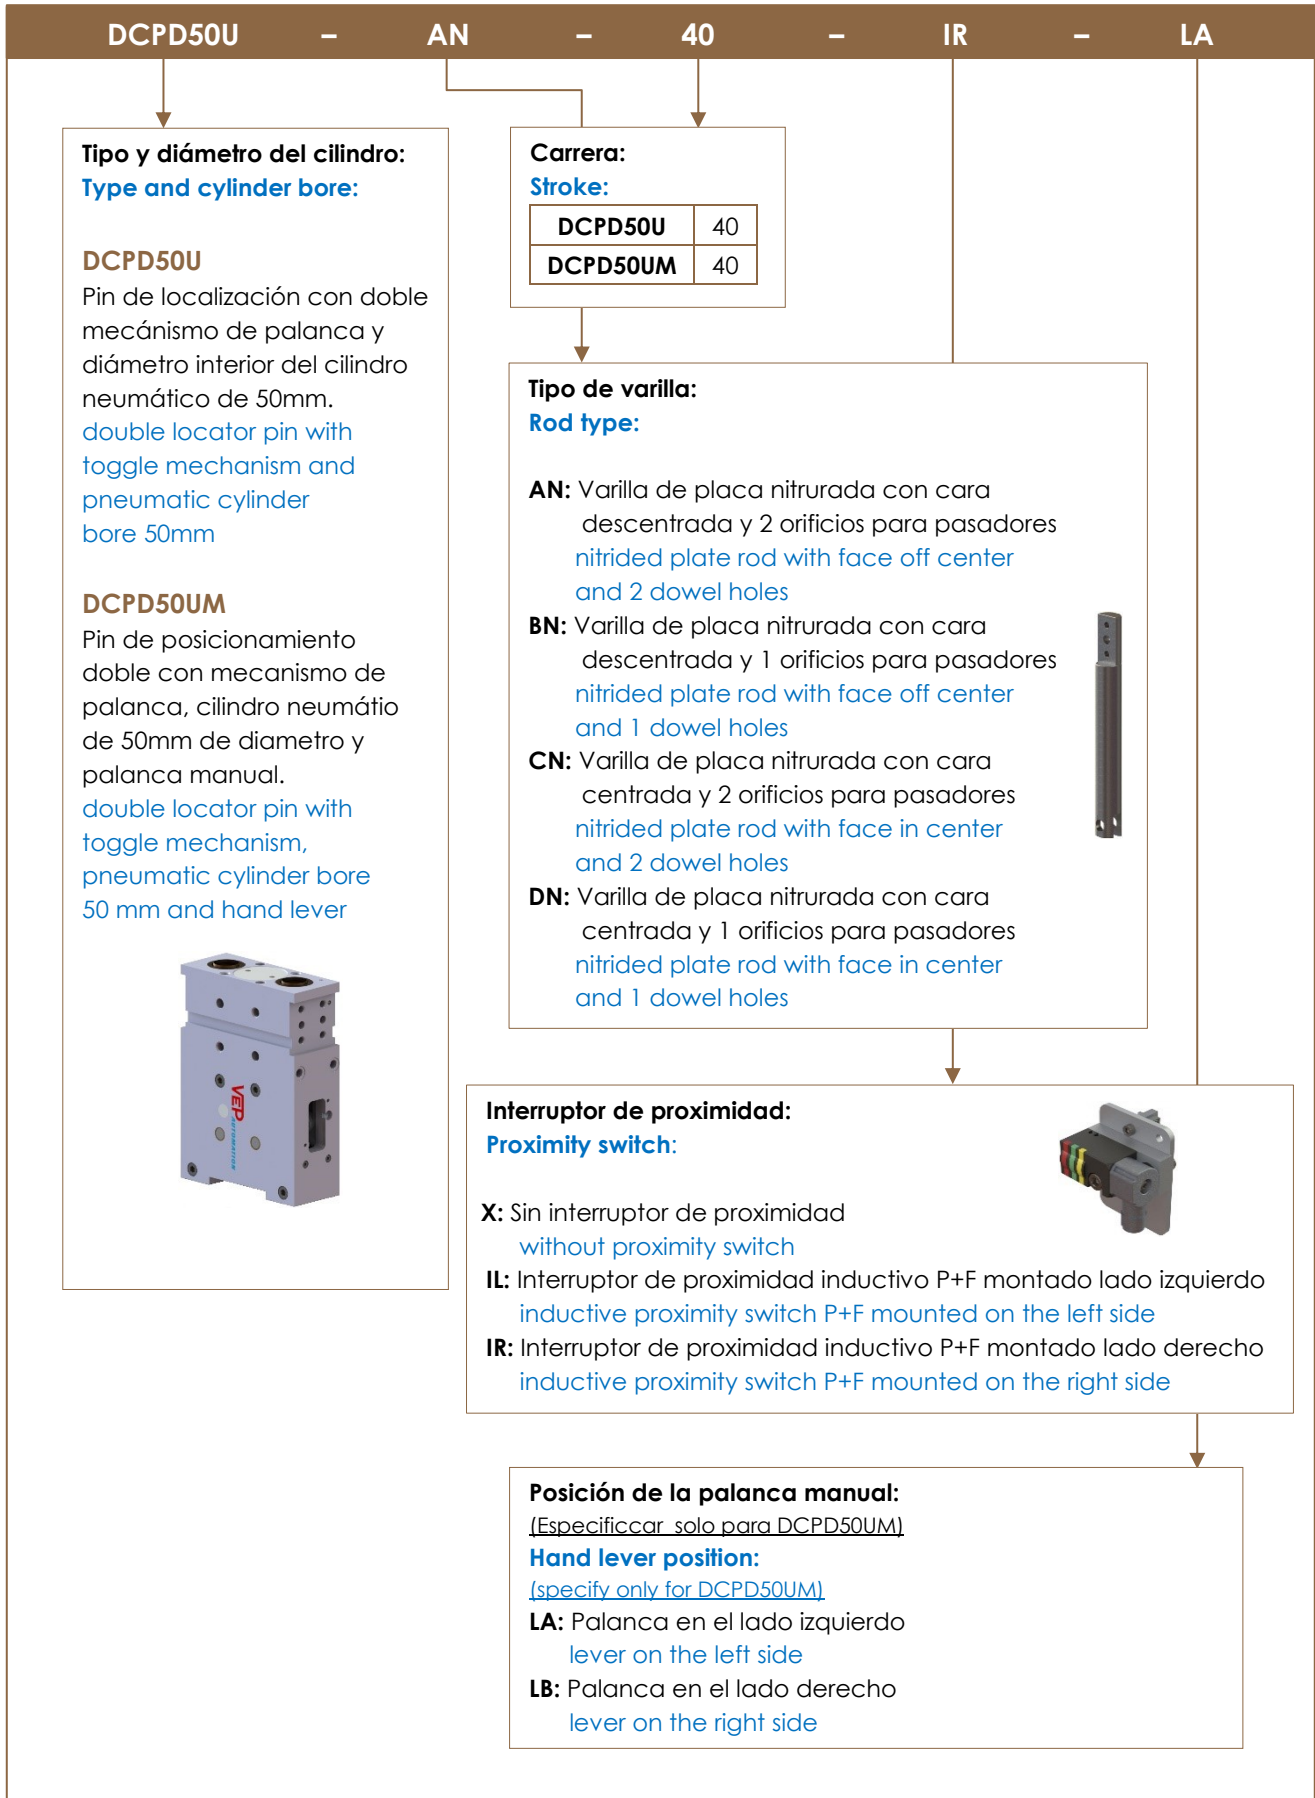 DCPD50U – AN – 40 – IR – LA
Tipo y diámetro del cilindro:
Type and cylinder bore:
DCPD50U
Pin de localización con doble
mecánismo de palanca y
diámetro interior del cilindro
neumático de 50mm.
double locator pin with
toggle mechanism and
pneumatic cylinder
bore 50mm
DCPD50UM
Pin de posicionamiento
doble con mecanismo de
palanca, cilindro neumátio
de 50mm de diametro y
palanca manual.
double locator pin with
toggle mechanism,
pneumatic cylinder bore
50 mm and hand lever
VEP
AUTOMATION
Carrera:
Stroke:
DCPD50U 40
DCPD50UM 40
Tipo de varilla:
Rod type:
AN: Varilla de placa nitrurada con cara
descentrada y 2 orificios para pasadores
nitrided plate rod with face off center
and 2 dowel holes
BN: Varilla de placa nitrurada con cara
descentrada y 1 orificios para pasadores
nitrided plate rod with face off center
and 1 dowel holes
CN: Varilla de placa nitrurada con cara
centrada y 2 orificios para pasadores
nitrided plate rod with face in center
and 2 dowel holes
DN: Varilla de placa nitrurada con cara
centrada y 1 orificios para pasadores
nitrided plate rod with face in center
and 1 dowel holes
Interruptor de proximidad:
Proximity switch:
X: Sin interruptor de proximidad
without proximity switch
IL: Interruptor de proximidad inductivo P+F montado lado izquierdo
inductive proximity switch P+F mounted on the left side
IR: Interruptor de proximidad inductivo P+F montado lado derecho
inductive proximity switch P+F mounted on the right side
Posición de la palanca manual:
(Especificcar solo para DCPD50UM)
Hand lever position:
(specify only for DCPD50UM)
LA: Palanca en el lado izquierdo
lever on the left side
LB: Palanca en el lado derecho
lever on the right side